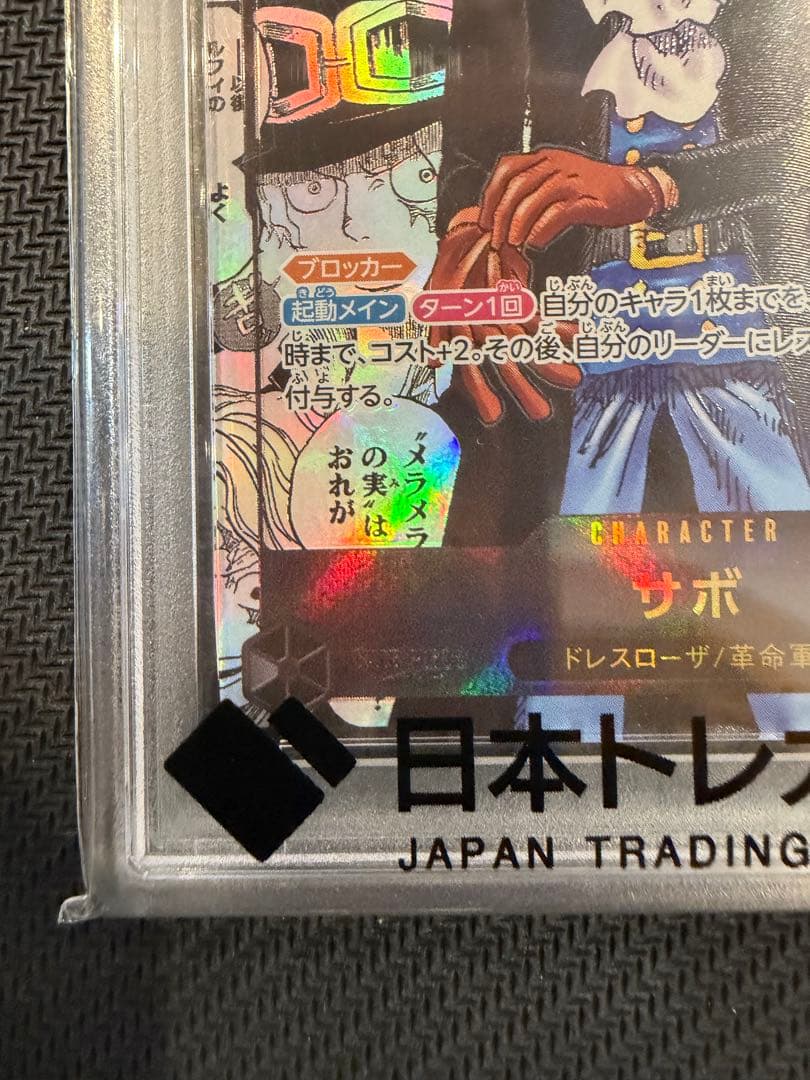 ルフィの
よく
ブロッカー
起動メイン ターン1回 自分のキャラ1枚までを
時まで、コスト+2。その後、自分のリーダーにレス
付与する。
"メラメラ
の実"は
おれが
CHARACTER
サボ
ドレスローザ/革命軍
日本トレ
JAPAN TRADING